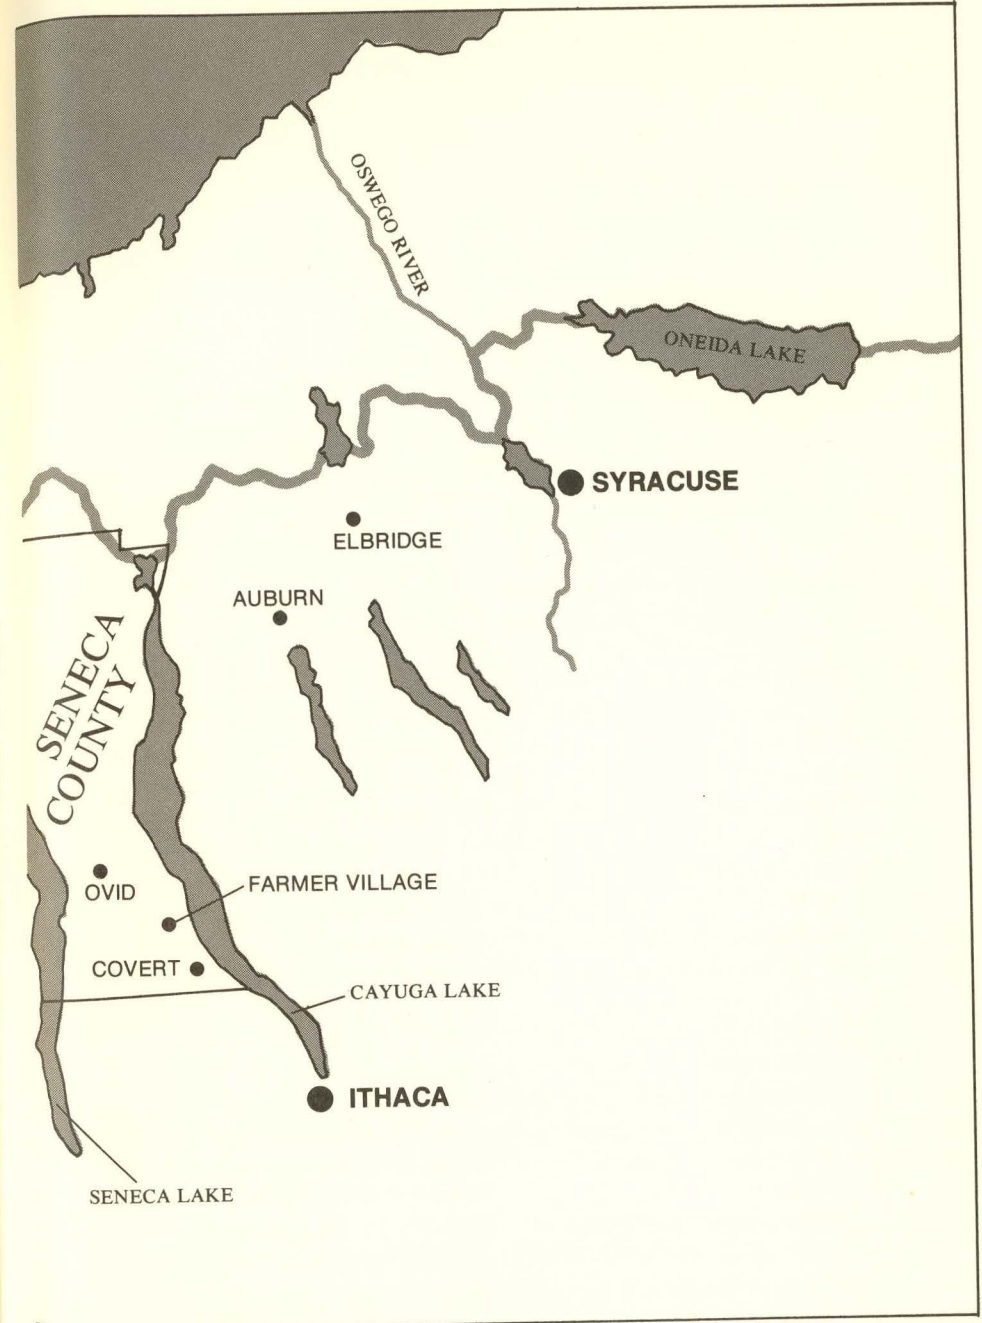 OSWEGO RIVER
ONEIDA LAKE
SYRACUSE
ELBRIDGE
AUBURN
SENECA
COUNTY
OVID
FARMER VILLAGE
COVERT
CAYUGA LAKE
ITHACA
SENECA LAKE